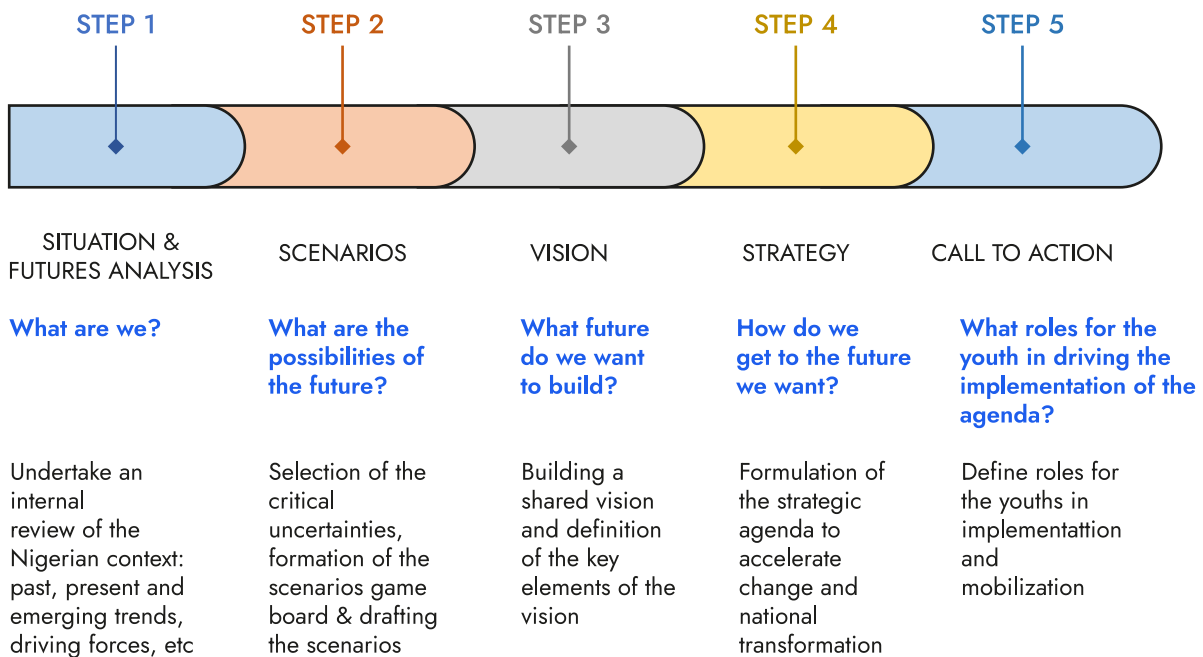 STEP 1
STEP 2
STEP 3
STEP 4
STEP 5
SITUATION &
FUTURES ANALYSIS
What are we?
Undertake an
internal
review of the
Nigerian context:
past, present and
emerging trends,
driving forces, etc
SCENARIOS
What are the
possibilities of
the future?
Selection of the
critical
uncertainties,
formation of the
scenarios game
board & drafting
the scenarios
VISION
What future
do we want
to build?
Building a
shared vision
and definition
of the key
elements of the
vision
STRATEGY
How do we
get to the future
we want?
Formulation of
the strategic
agenda to
accelerate
change and
national
transformation
CALL TO ACTION
What roles for the
youth in driving the
implementation of the
agenda?
Define roles for
the youths in
implementattion
and
mobilization